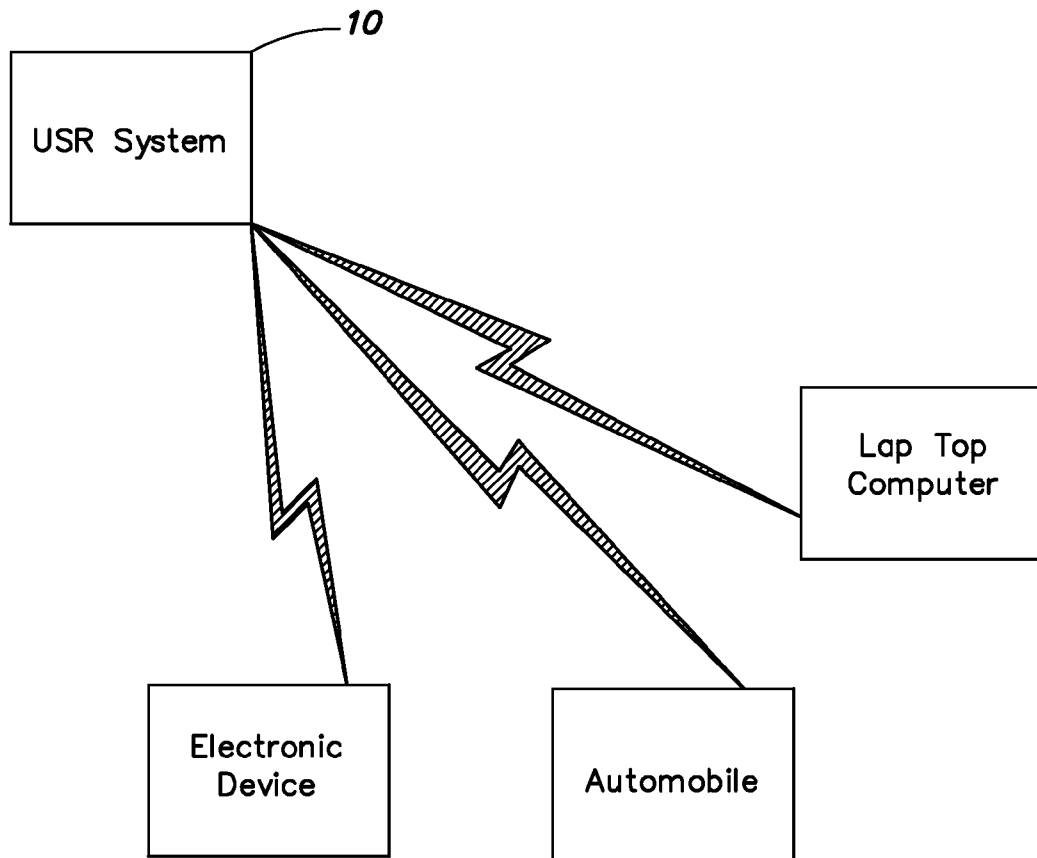 10
USR System
Lap Top
Computer
Electronic
Device
Automobile